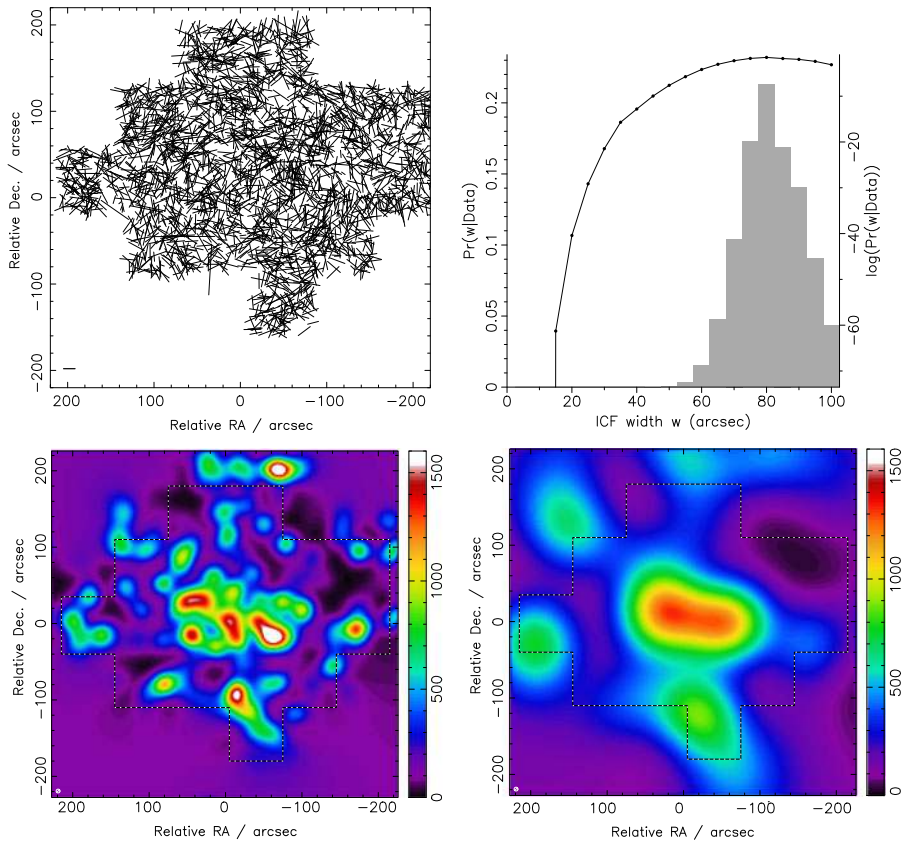 200
100
0
−100
−200
Relative Dec. / arcsec
200 100 0 −100 −200
Relative RA / arcsec
0.2
0.15
0.1
0.05
0
Pr(w|Data)
−20
−40
−60
log(Pr(w|Data))
0 20 40 60 80 100
ICF width w (arcsec)
200
100
0
−100
−200
Relative Dec. / arcsec
200 100 0 −100 −200
Relative RA / arcsec
1500
1000
500
0
200
100
0
−100
−200
Relative Dec. / arcsec
200 100 0 −100 −200
Relative RA / arcsec
1500
1000
500
0